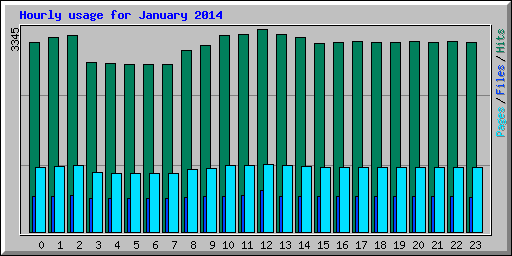 Hourly usage for January 2014
3345
Pages/Files/Hits
0 1 2 3 4 5 6 7 8 9 10 11 12 13 14 15 16 17 18 19 20 21 22 23